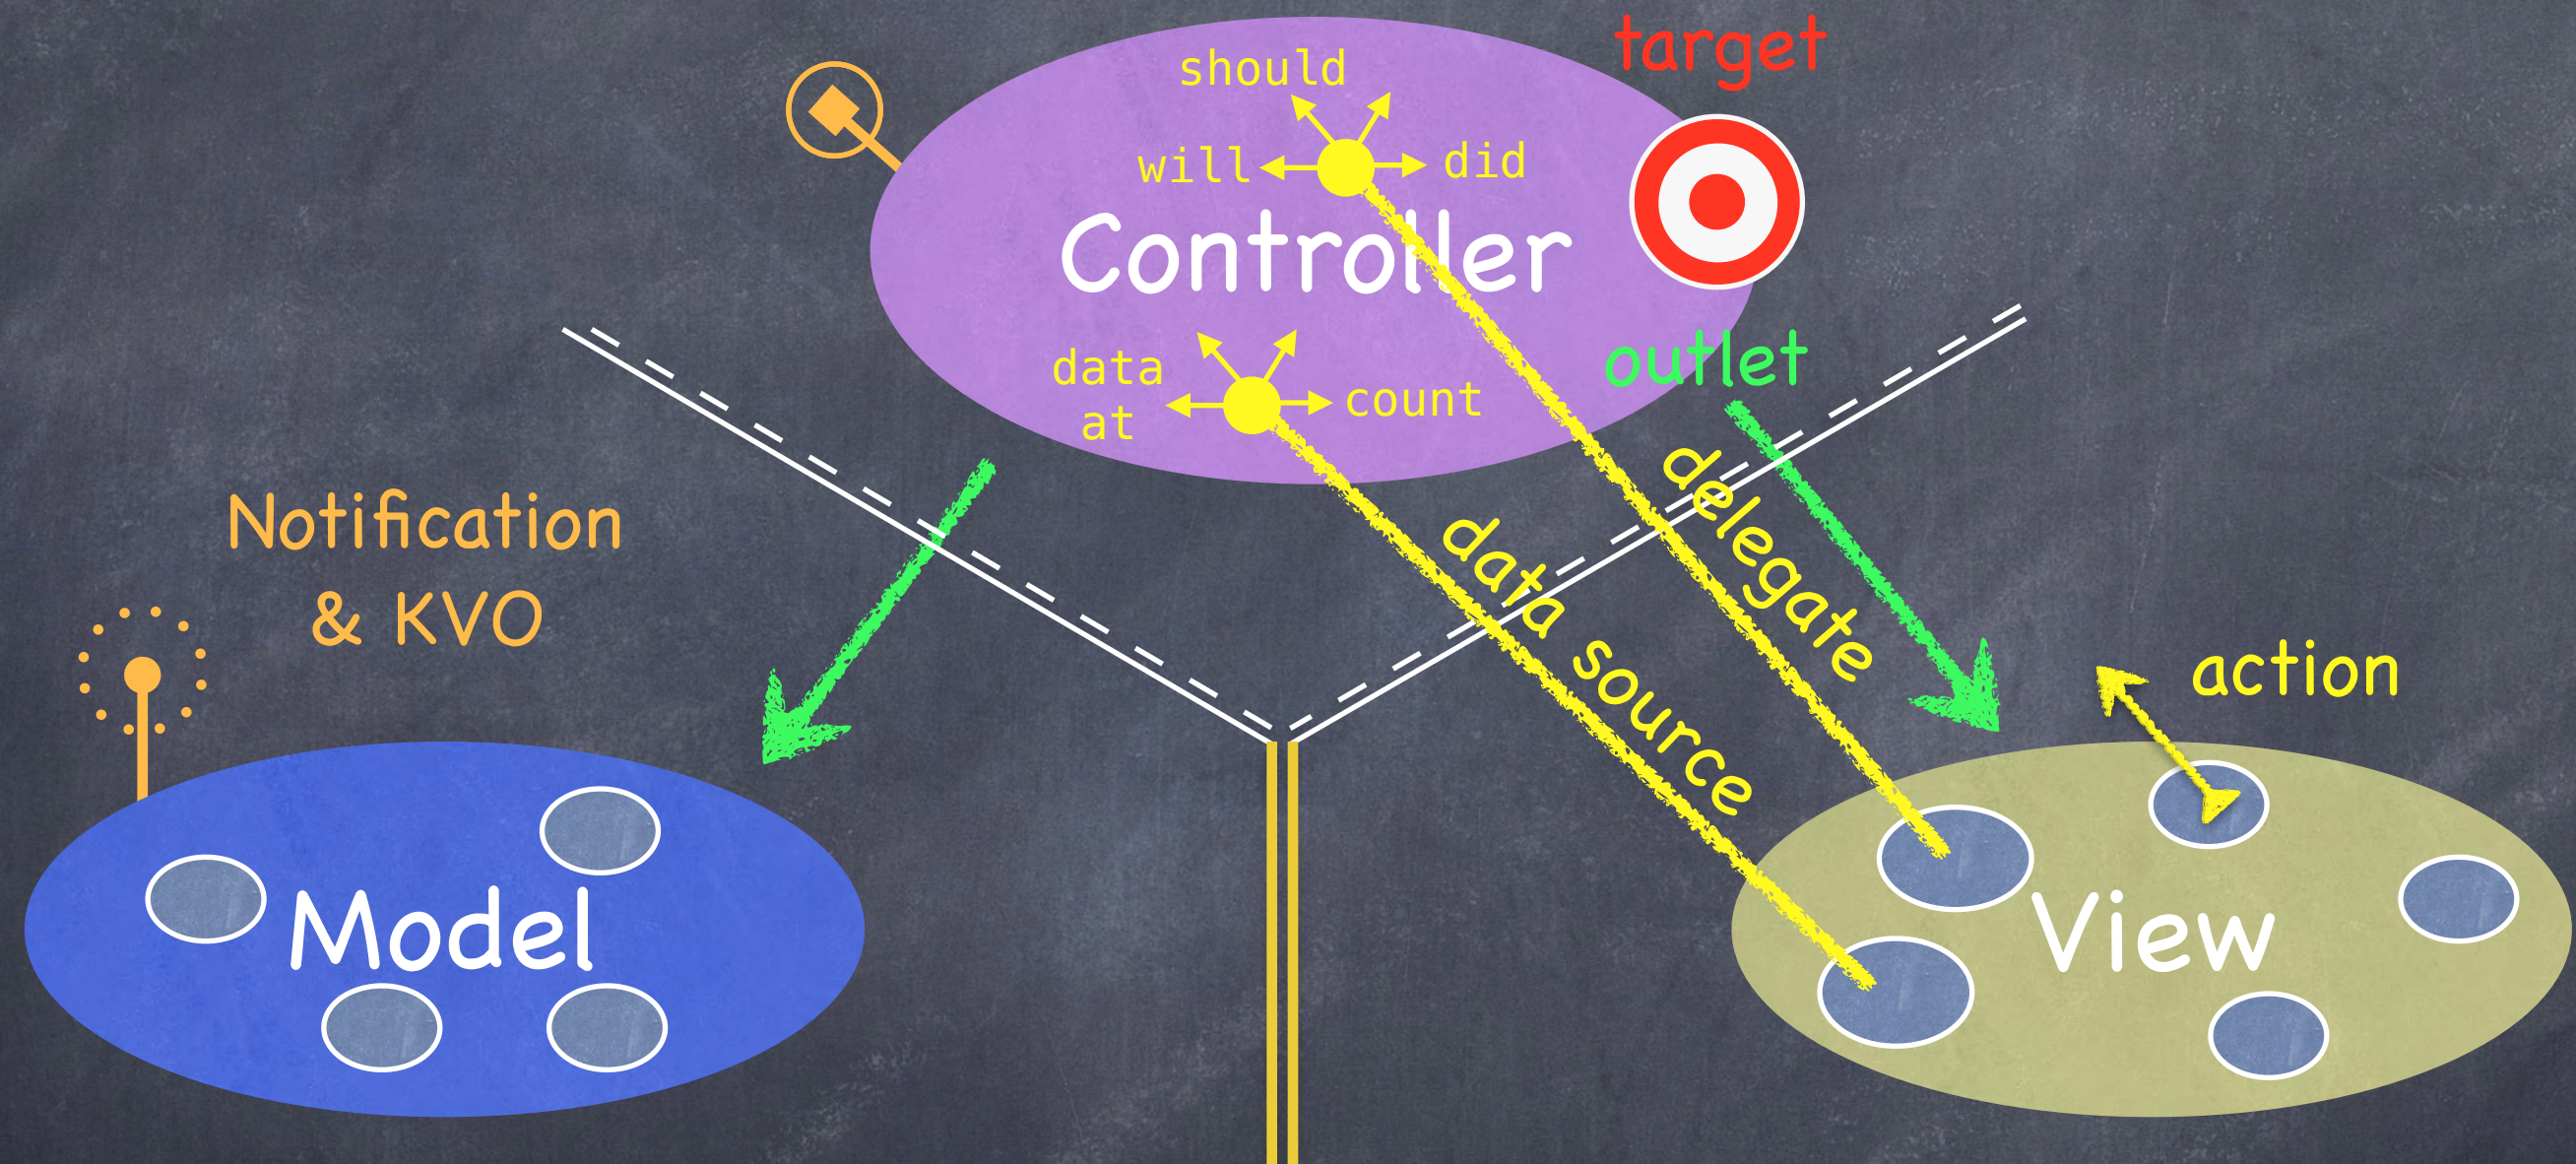 target
should
will
did
Controller
data
at
count
outlet
delegate
data source
Notification
& KVO
action
Model
View